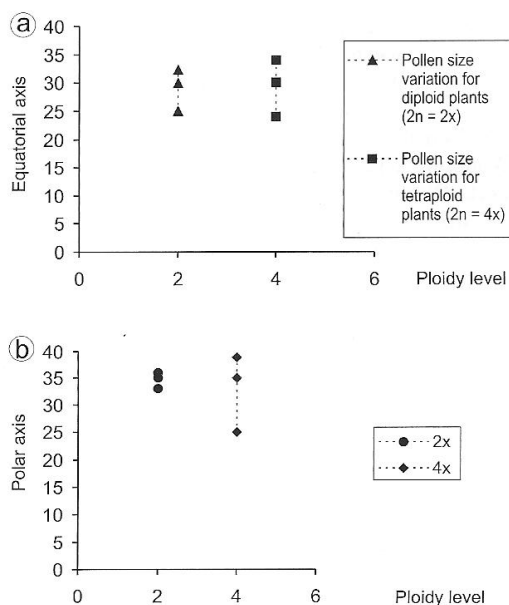 a
Equatorial axis
40
35
30
25
20
15
10
5
0
0 2 4 6 Ploidy level
Pollen size
variation for
diploid plants
(2n = 2x)
Pollen size
variation for
tetraploid
plants (2n = 4x)
b
Polar axis
40
35
30
25
20
15
10
5
0
0 2 4 6 Ploidy level
2x
4x